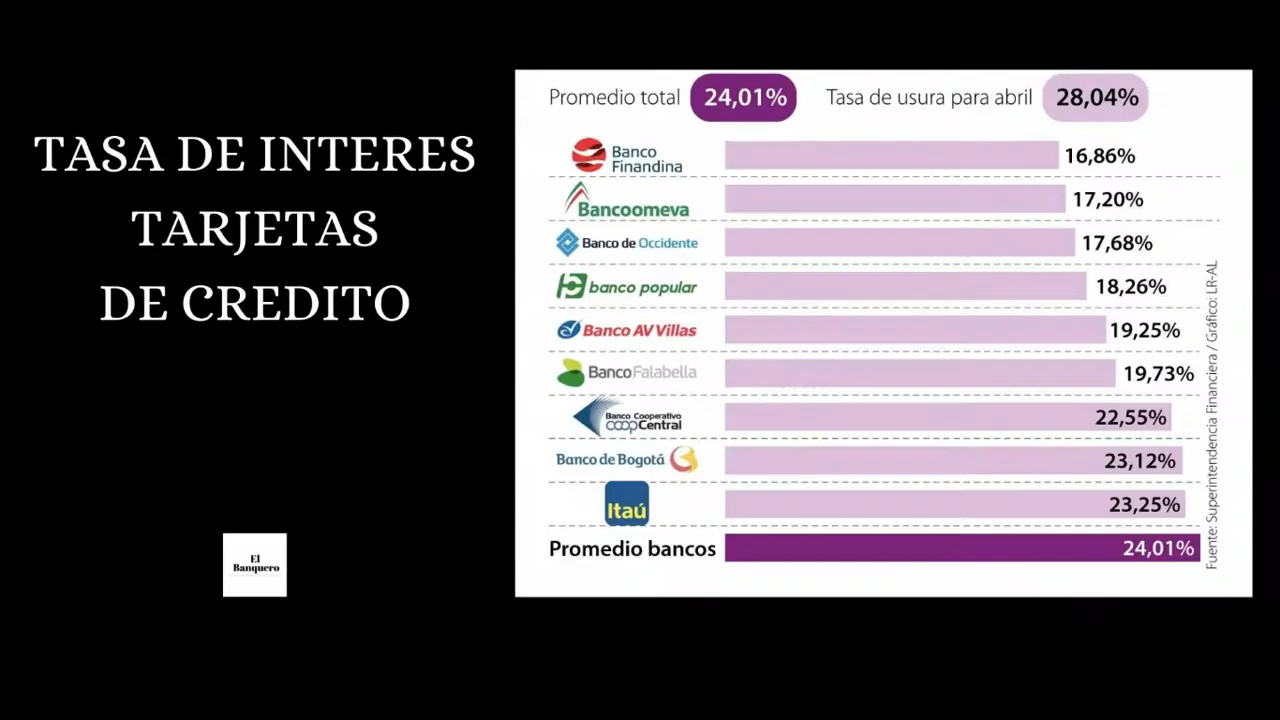 TASA DE INTERES
TARJETAS
DE CREDITO
El
Banquero
Promedio total 24,01% Tasa de usura para abril 28,04%
Banco
Finandina 16,86%
Bancoomeva 17,20%
Banco de Occidente 17,68%
banco popular 18,26%
Banco AV Villas 19,25%
Banco Falabella 19,73%
Banco Cooperativo
coopCentral 22,55%
Banco de Bogotá 23,12%
Itaú 23,25%
Promedio bancos 24,01%
Fuente: Superintendencia Financiera / Gráfico: LR-AL